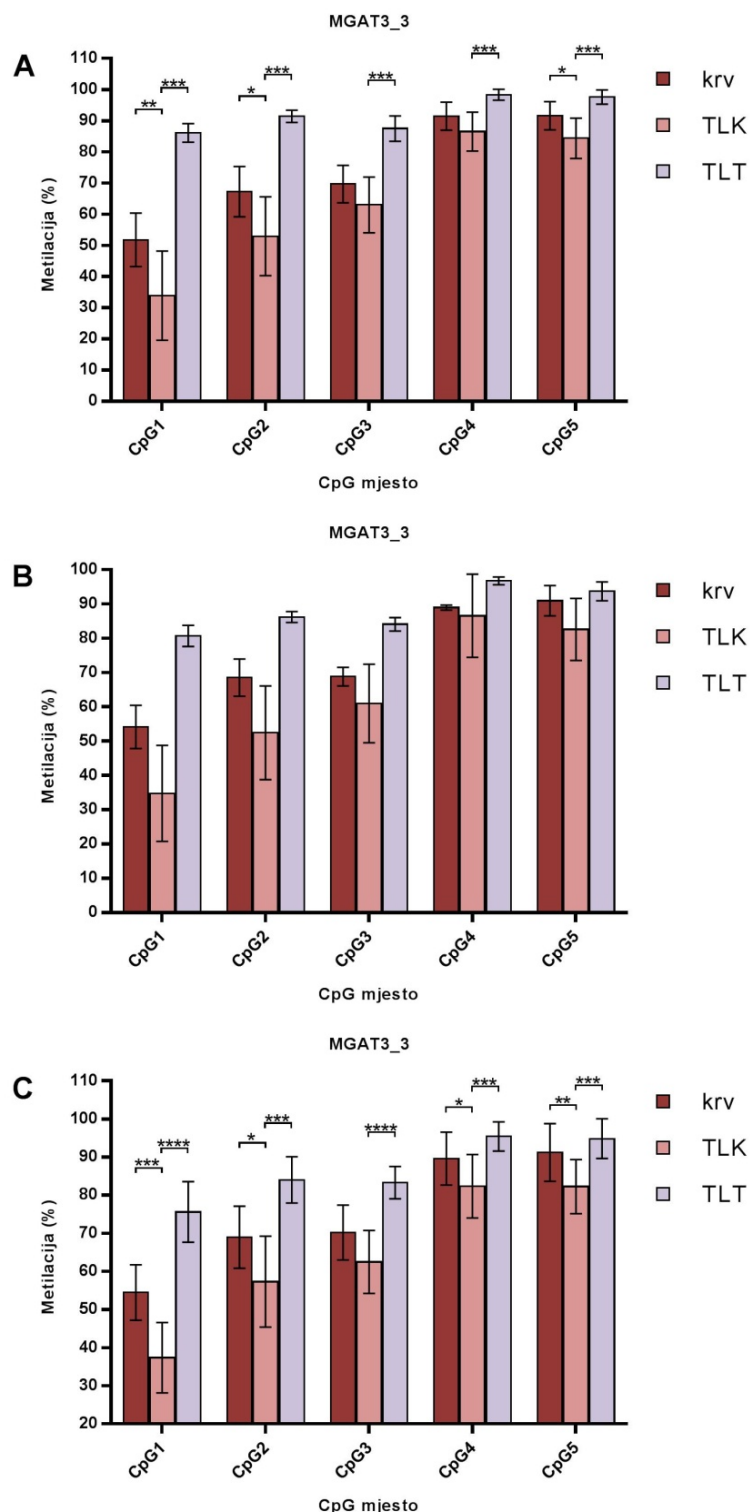 MGAT3_3
A
110
100
90
80
70
60
50
40
30
20
10
0
Metilacija (%)
** *** * *** *** *** * ***
krv
TLK
TLT
CpG1 CpG2 CpG3 CpG4 CpG5
CpG mjesto
MGAT3_3
B
100
90
80
70
60
50
40
30
20
10
0
Metilacija (%)
krv
TLK
TLT
CpG1 CpG2 CpG3 CpG4 CpG5
CpG mjesto
MGAT3_3
C
110
100
90
80
70
60
50
40
30
20
Metilacija (%)
*** **** * *** **** * *** ** ***
krv
TLK
TLT
CpG1 CpG2 CpG3 CpG4 CpG5
CpG mjesto